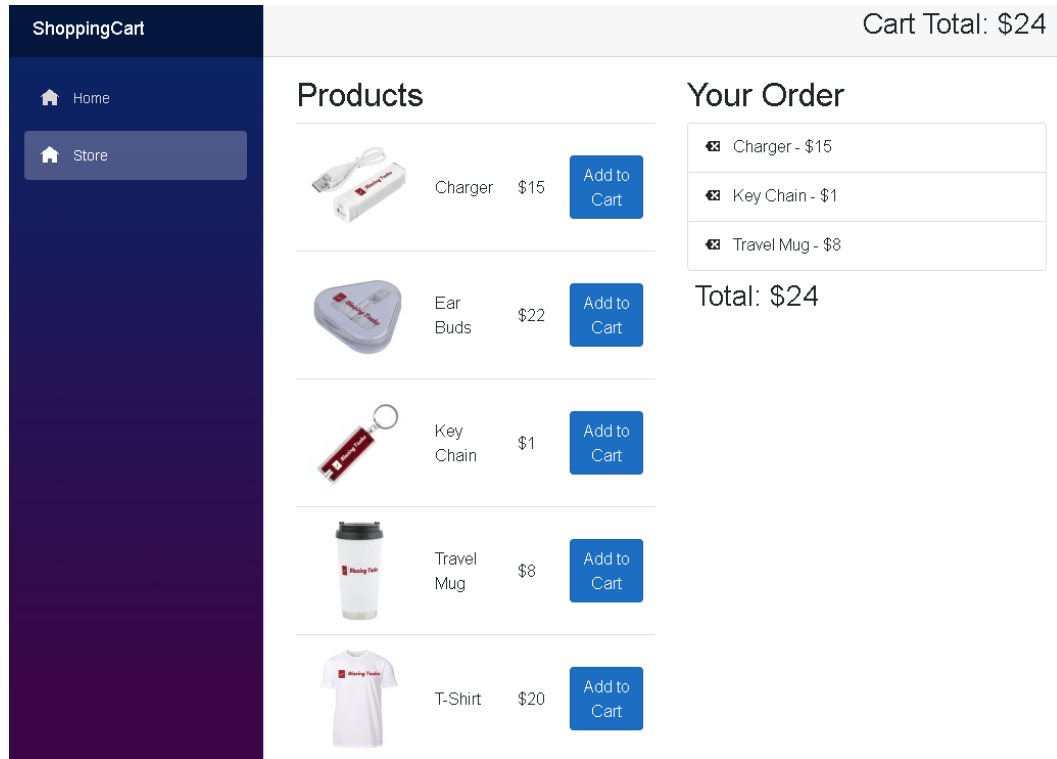 ShoppingCart
Cart Total: $24
Home
Store
Products
Charger $15 Add to
Cart
Ear
Buds
$22 Add to
Cart
Key
Chain
$1 Add to
Cart
Travel
Mug
$8 Add to
Cart
T-Shirt $20 Add to
Cart
Your Order
Charger - $15
Key Chain - $1
Travel Mug - $8
Total: $24
Blazing Tasks